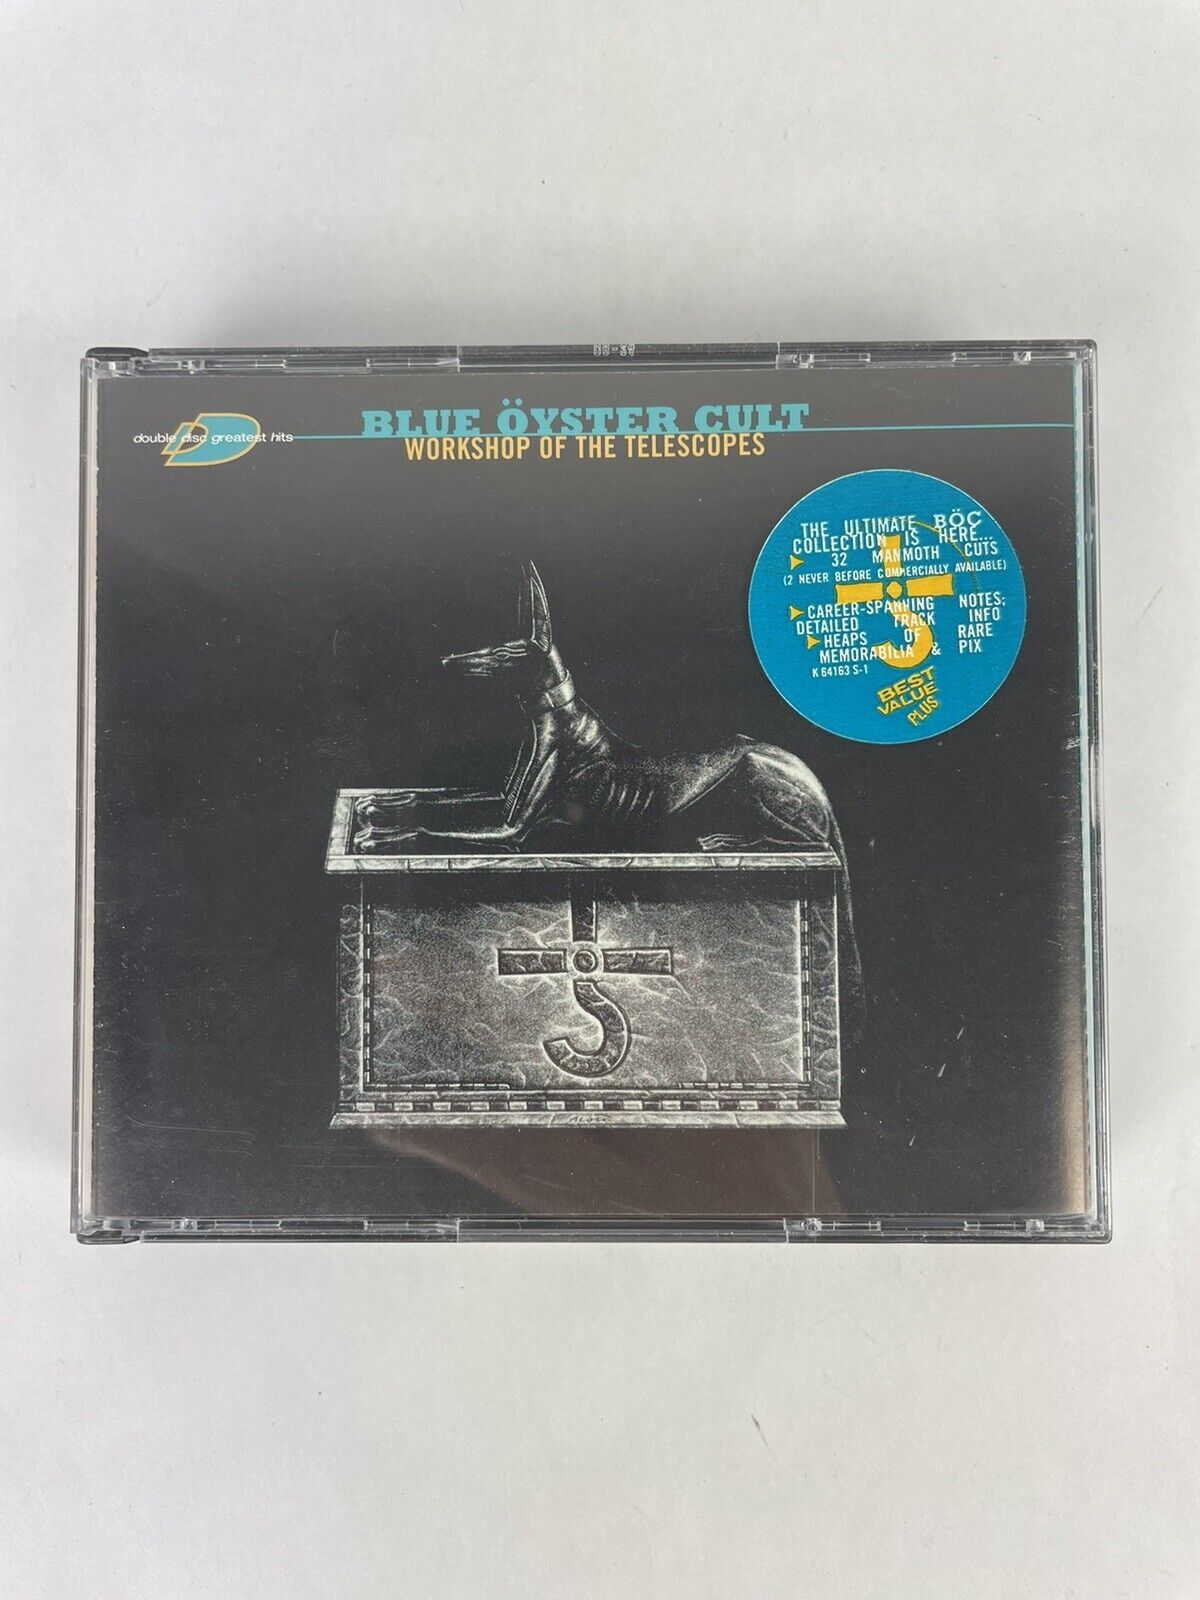 BLUE ÖYSTER CULT
double disc greatest hits
WORKSHOP OF THE TELESCOPES
THE ULTIMATE BÖC
COLLECTION IS HERE...
32 MAMMOTH CUTS
(2 NEVER BEFORE COMMERCIALLY AVAILABLE)
CAREER-SPANNING NOTES;
DETAILED TRACK INFO
HEAPS OF RARE
MEMORABILIA & PIX
K 64163 S-1
BEST
VALUE
PLUS